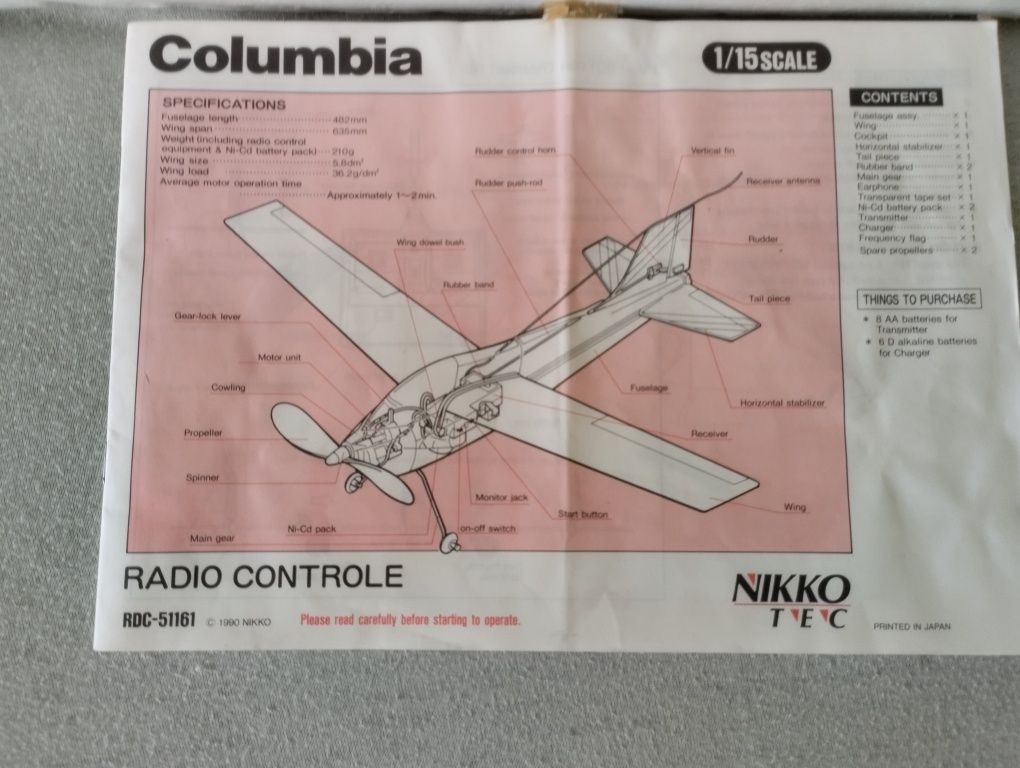 Columbia
1/15 SCALE
SPECIFICATIONS
Fuselage length 482mm
Wing span 635mm
Weight (including radio control
equipment & Ni-Cd battery pack) 210g
Wing size 5.8dm²
Wing load 36.2g/dm²
Average motor operation time
Approximately 1~2 min.
Rudder control horn
Vertical fin
Rudder push-rod
Receiver antenna
Wing dowel bush
Rudder
Rubber band
Tail piece
Gear-lock lever
Motor unit
Cowling
Fuselage
Horizontal stabilizer
Propeller
Receiver
Spinner
Monitor jack
Wing
Start button
Ni-Cd pack
on-off switch
Main gear
CONTENTS
Fuselage assy. × 1
Wing × 1
Cockpit × 1
Horizontal stabilizer × 1
Tail piece × 1
Rubber band × 2
Main gear × 1
Earphone × 1
Transparent tape set × 1
Ni-Cd battery pack × 2
Transmitter × 1
Charger × 1
Frequency flag × 1
Spare propellers × 2
THINGS TO PURCHASE
* 8 AA batteries for
Transmitter
* 6 D alkaline batteries
for Charger
RADIO CONTROLE
RDC-51161 © 1990 NIKKO
Please read carefully before starting to operate.
NIKKO
TEC
PRINTED IN JAPAN